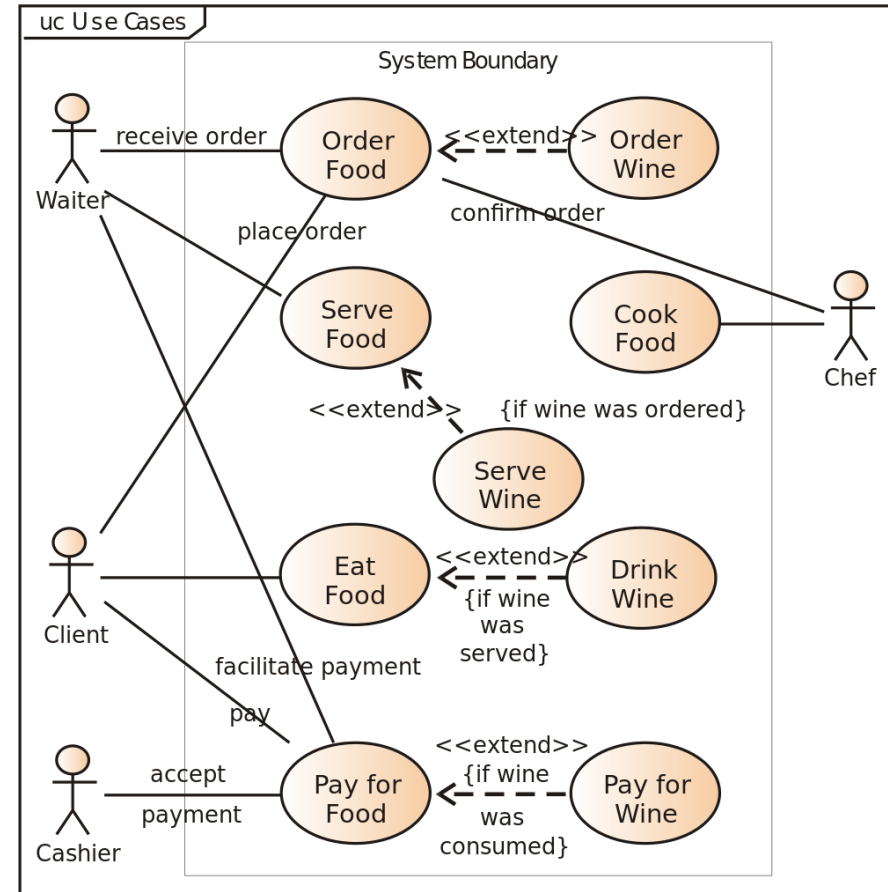 uc Use Cases
System Boundary
receive order
Order
Food
<<extend>>
Order
Wine
Waiter
place order
confirm order
Serve
Food
Cook
Food
Chef
<<extend>>
{if wine was ordered}
Serve
Wine
Client
Eat
Food
<<extend>>
{if wine
was
served}
Drink
Wine
facilitate payment
pay
Cashier
accept
payment
Pay for
Food
<<extend>>
{if wine
was
consumed}
Pay for
Wine